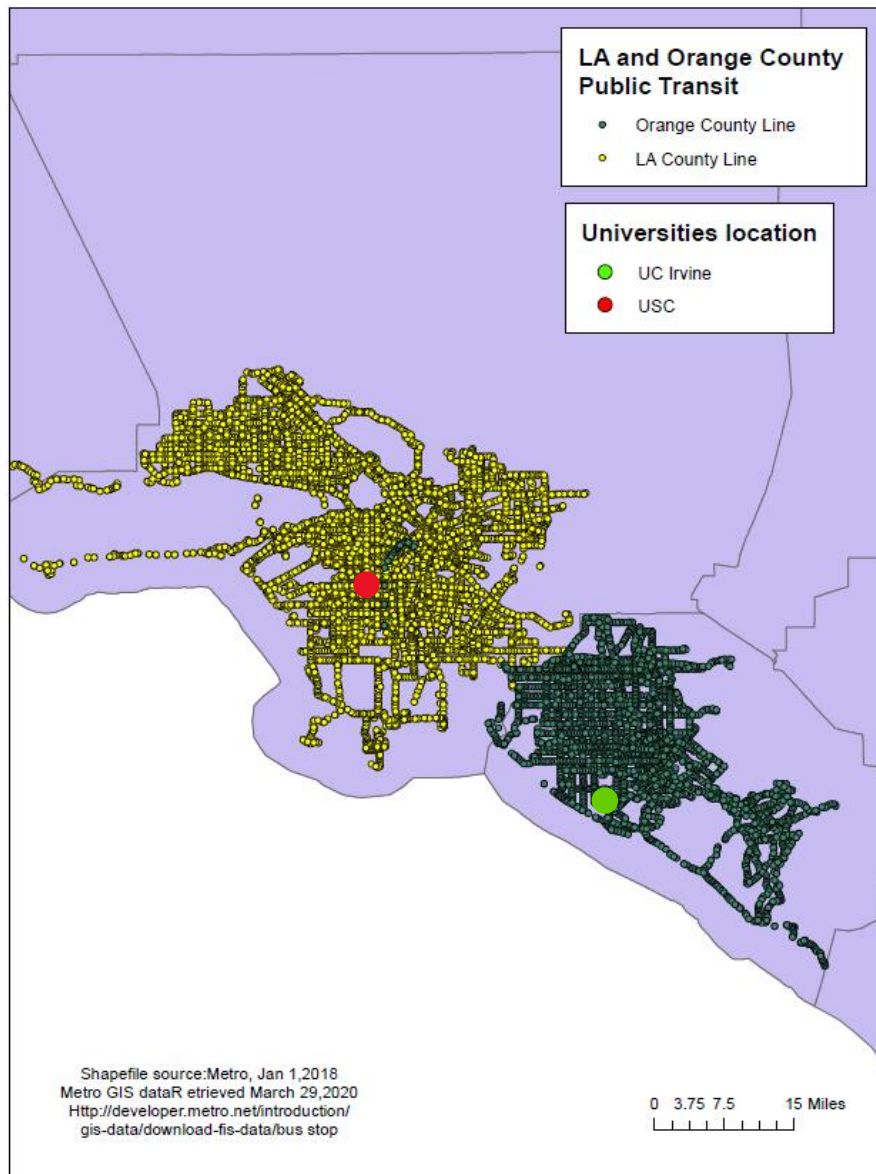 LA and Orange County
Public Transit
Orange County Line
LA County Line
Universities location
UC Irvine
USC
Shapefile source:Metro, Jan 1,2018
Metro GIS dataR etrieved March 29,2020
Http://developer.metro.net/introduction/
gis-data/download-fis-data/bus stop
0 3.75 7.5 15 Miles